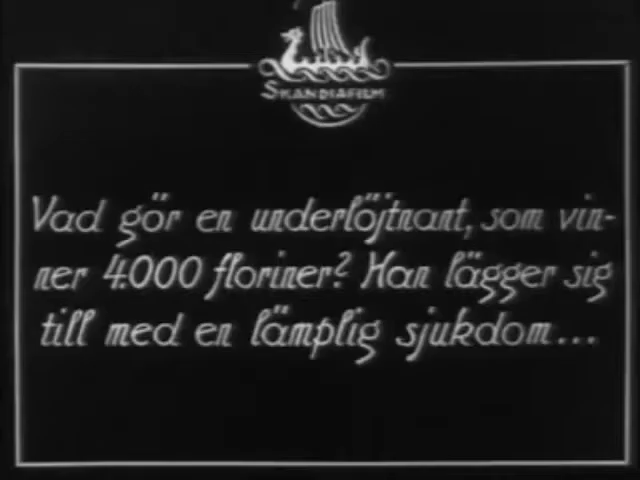 SKANDIAFILM
Vad gör en underlöjtnant, som vin-
ner 4.000 floriner? Han lägger sig
till med en lämplig sjukdom...